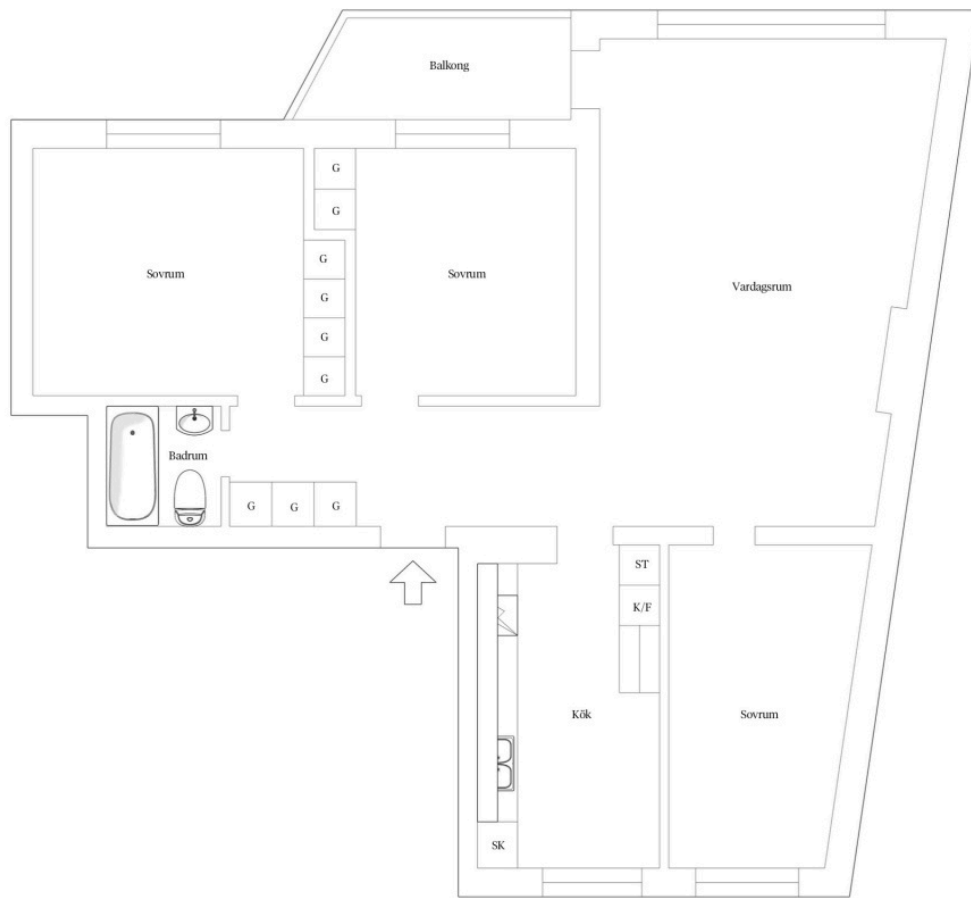 Balkong
G
G
Sovrum
G
Sovrum
Vardagsrum
G
G
G
Badrum
G
G
G
ST
K/F
Kök
Sovrum
SK